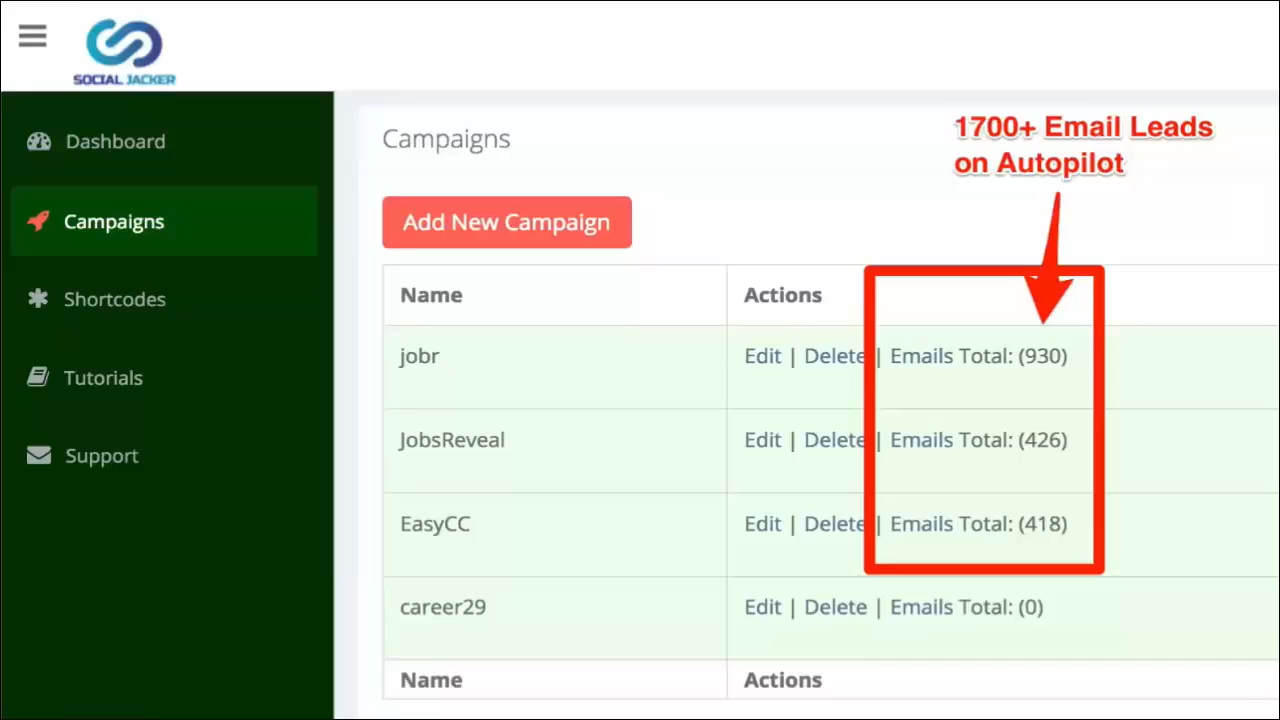 SOCIAL JACKER
Dashboard
Campaigns
Shortcodes
Tutorials
Support
Campaigns
1700+ Email Leads
on Autopilot
Add New Campaign
Name Actions
jobr Edit | Delete | Emails Total: (930)
JobsReveal Edit | Delete | Emails Total: (426)
EasyCC Edit | Delete | Emails Total: (418)
career29 Edit | Delete | Emails Total: (0)
Name Actions